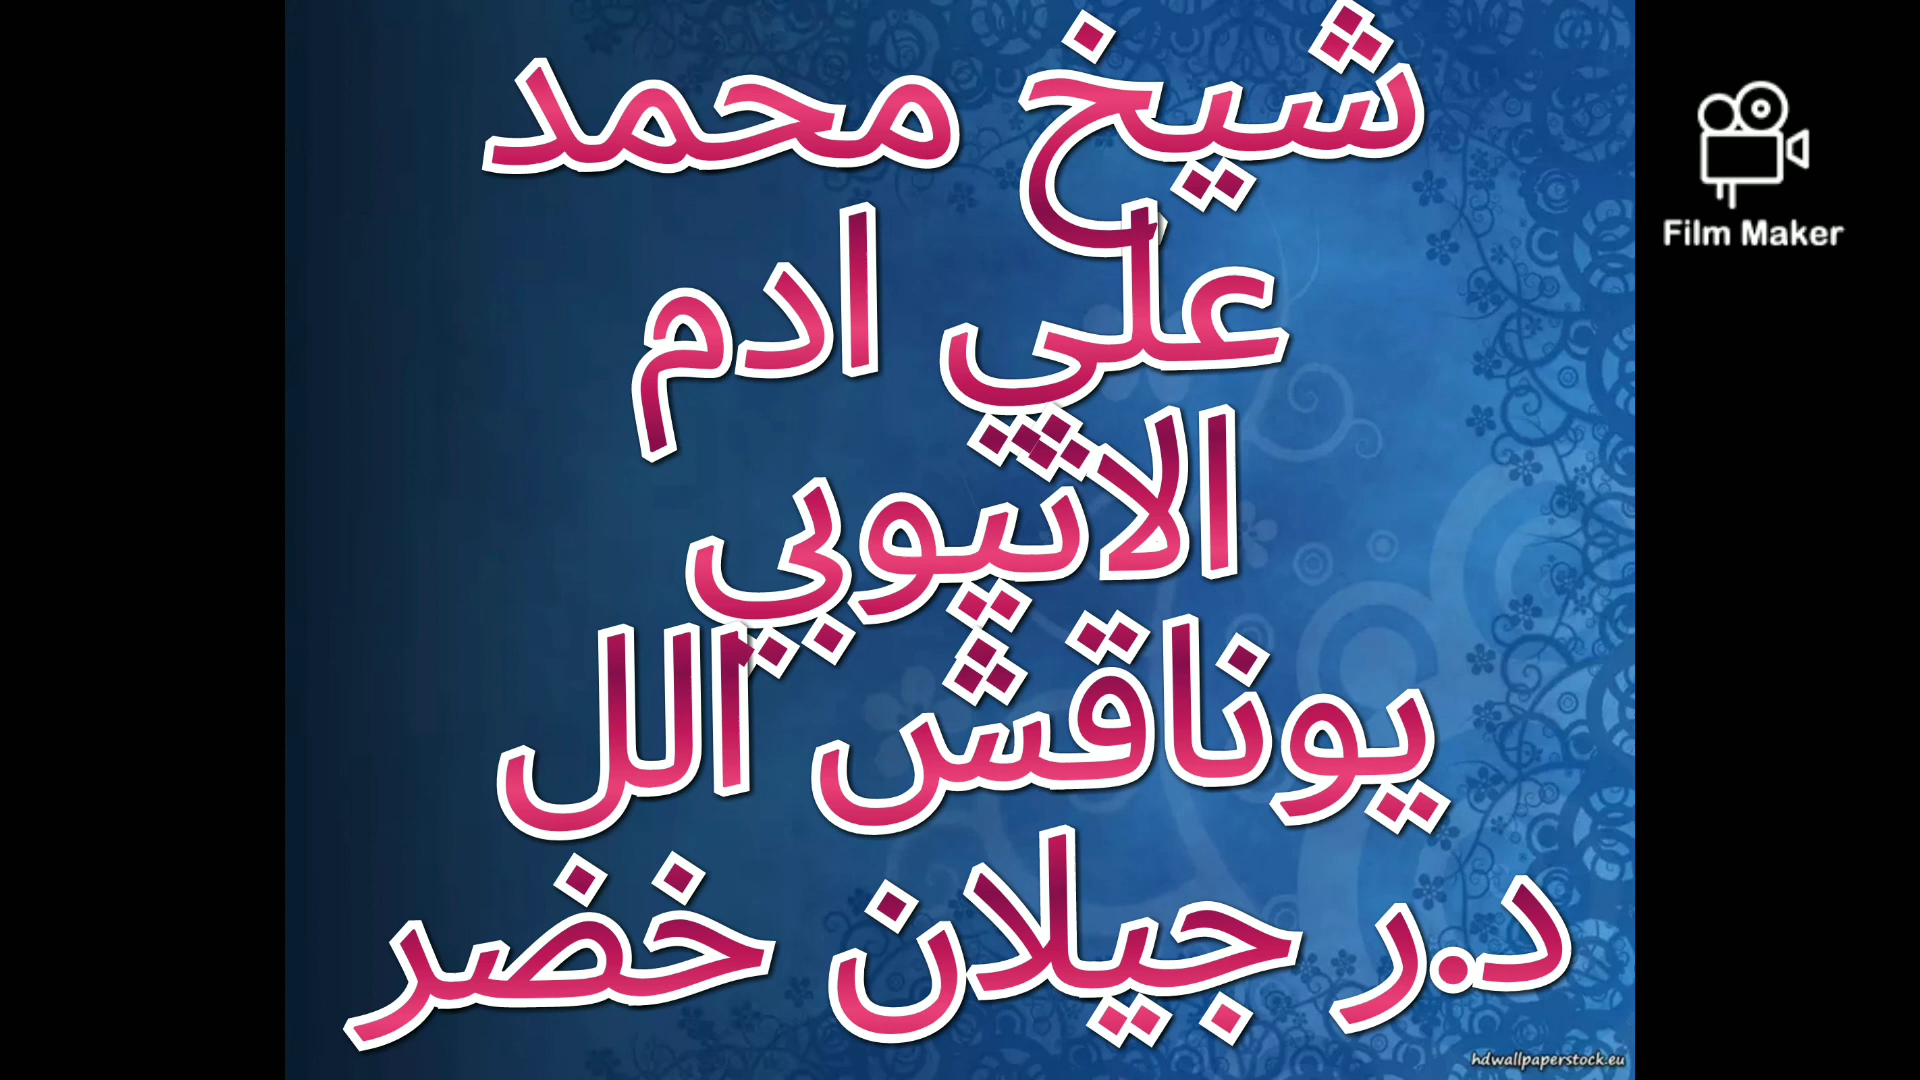 شيخ محمد
علي ادم
الاثيوبي
يوناقش الل
د.ر جيلان خضر
Film Maker
hdwallpaperstock.eu